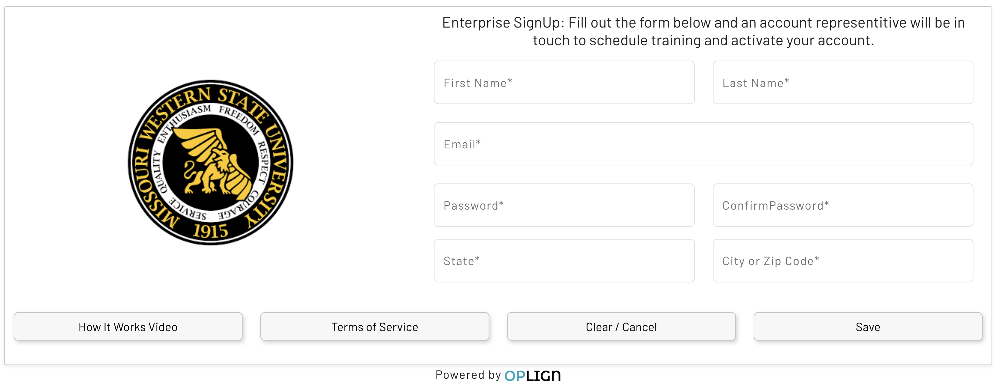 Enterprise SignUp: Fill out the form below and an account representitive will be in
touch to schedule training and activate your account.
MISSOURI WESTERN STATE UNIVERSITY
QUALITY ENTHUSIASM FREEDOM RESPECT COURAGE SERVICE
1915
First Name*
Last Name*
Email*
Password*
ConfirmPassword*
State*
City or Zip Code*
How It Works Video
Terms of Service
Clear / Cancel
Save
Powered by OPLIGN